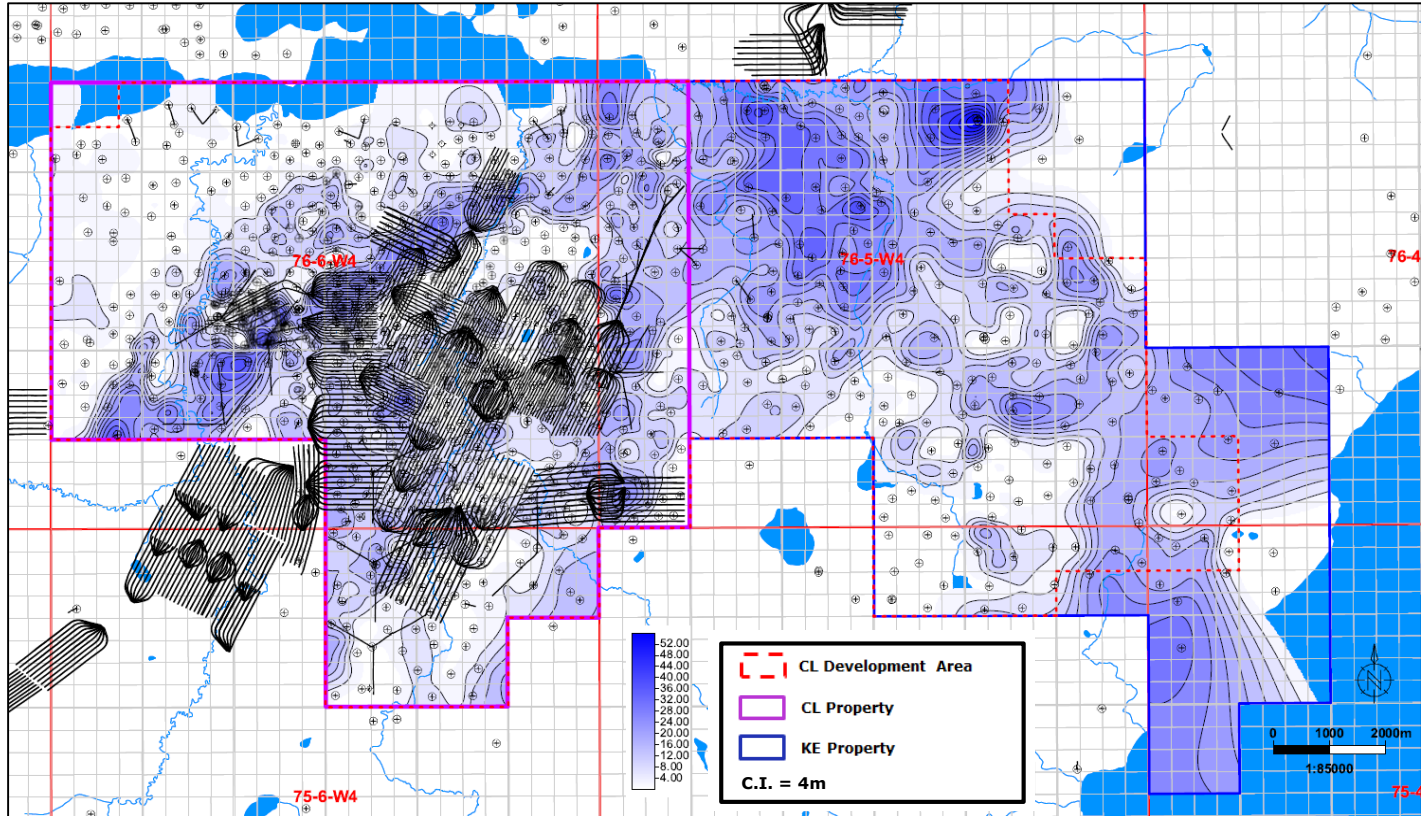 76-6-W4
76-5-W4
76-4
52.00
48.00
44.00
40.00
36.00
32.00
28.00
24.00
20.00
16.00
12.00
8.00
4.00
CL Development Area
CL Property
KE Property
C.I. = 4m
N
0 1000 2000m
1:85000
75-6-W4
75-4